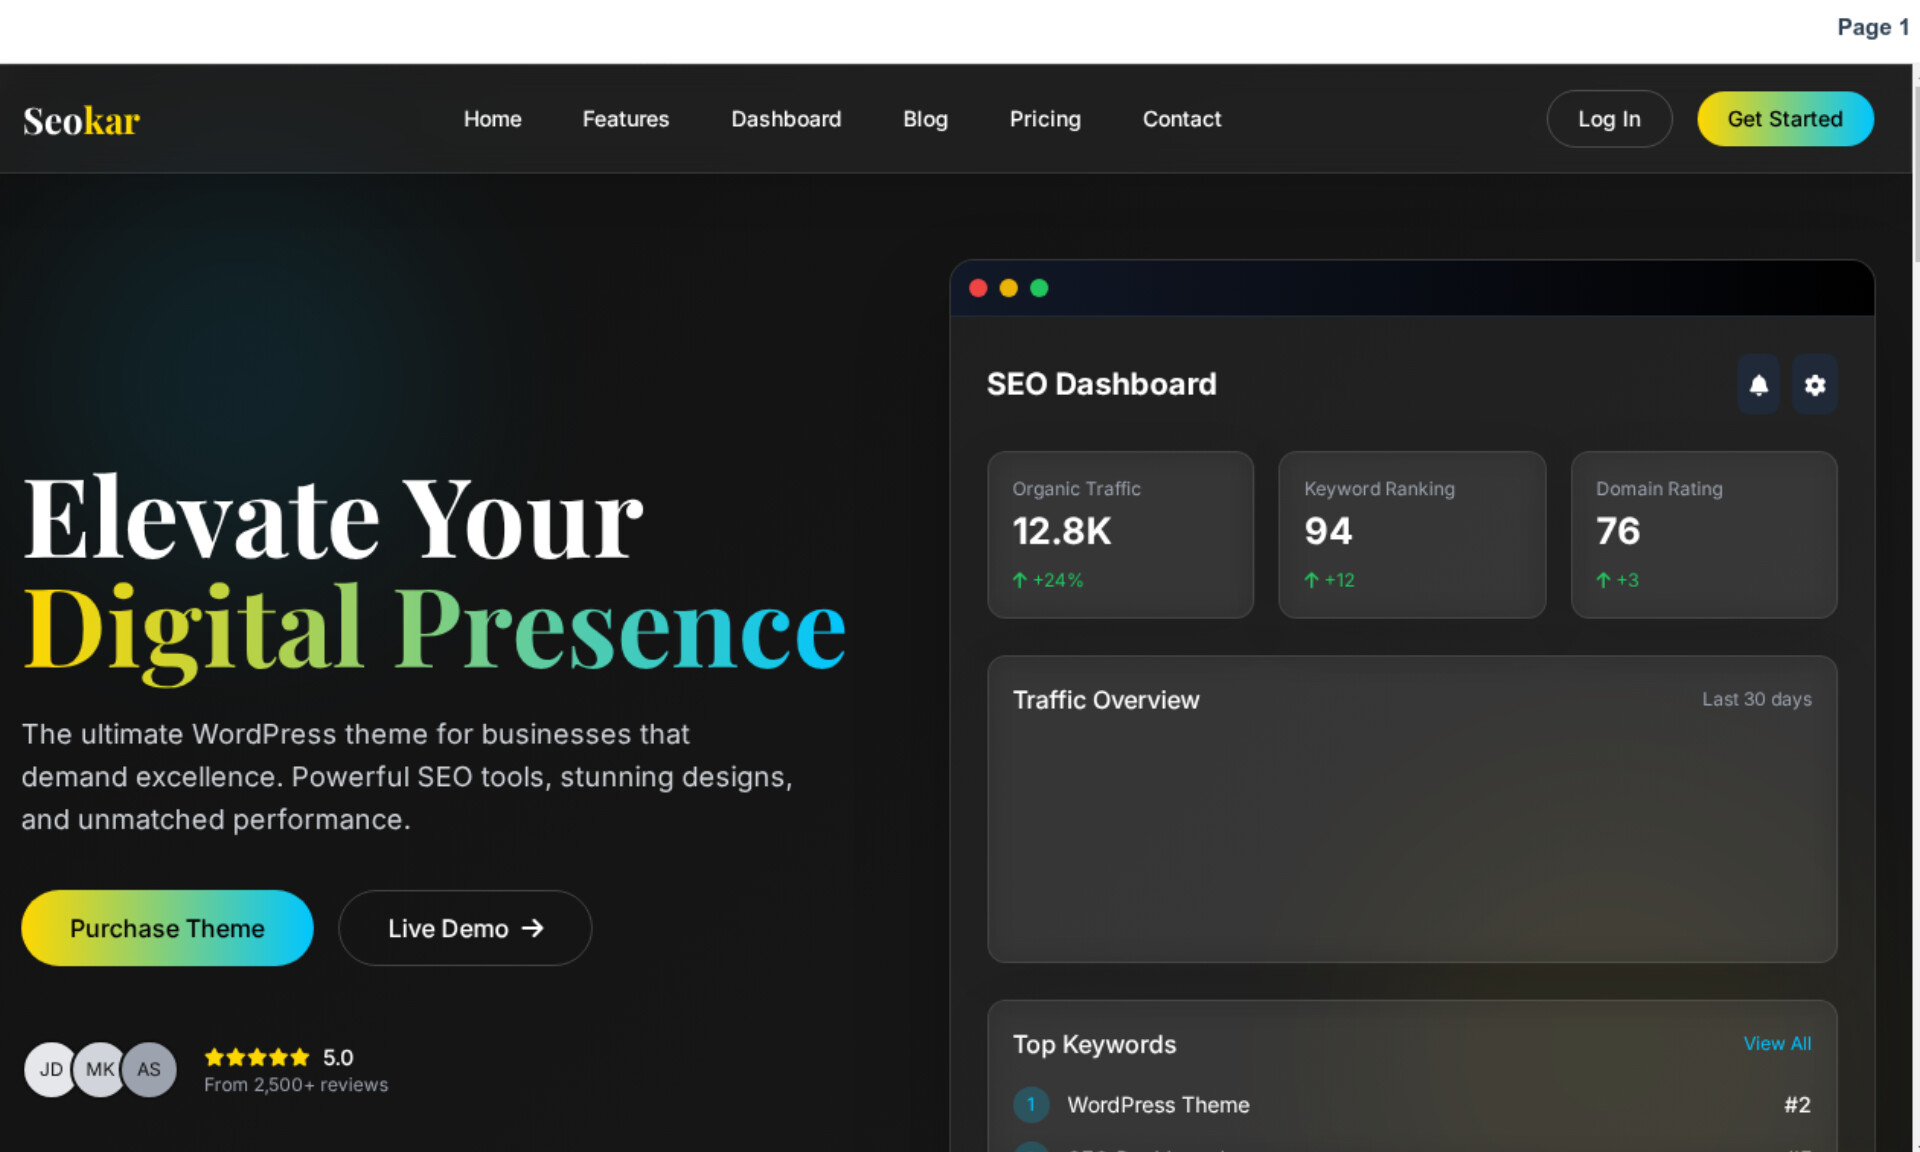 Page 1
Seokar
Home Features Dashboard Blog Pricing Contact
Log In Get Started
Elevate Your
Digital Presence
The ultimate WordPress theme for businesses that
demand excellence. Powerful SEO tools, stunning designs,
and unmatched performance.
Purchase Theme Live Demo →
JD MK AS
5.0
From 2,500+ reviews
SEO Dashboard
Organic Traffic
12.8K
+24%
Keyword Ranking
94
+12
Domain Rating
76
+3
Traffic Overview Last 30 days
Top Keywords View All
1 WordPress Theme #2